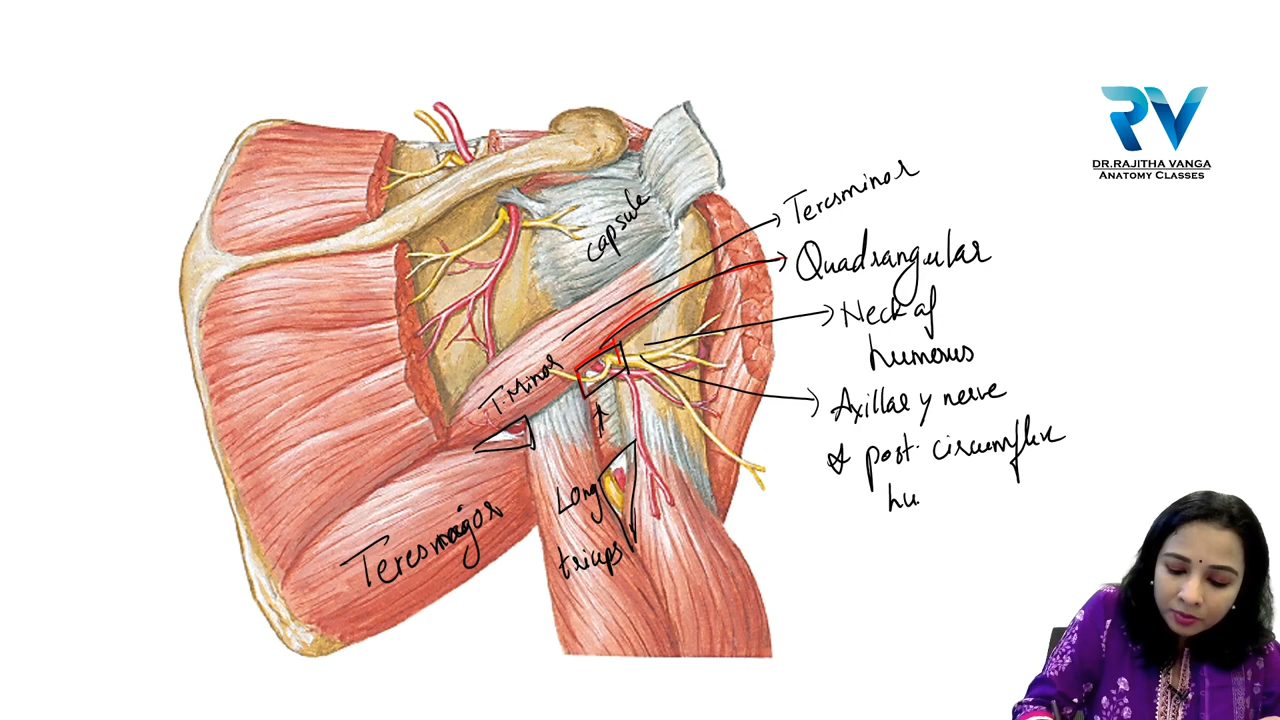 RV
DR.RAJITHA VANGA
ANATOMY CLASSES
capsule
Teresminor
Quadrangular
Neck of
humerus
Axillary nerve
& post. circumflex
hu.
T. Minor
Teresmajor
Long
triceps